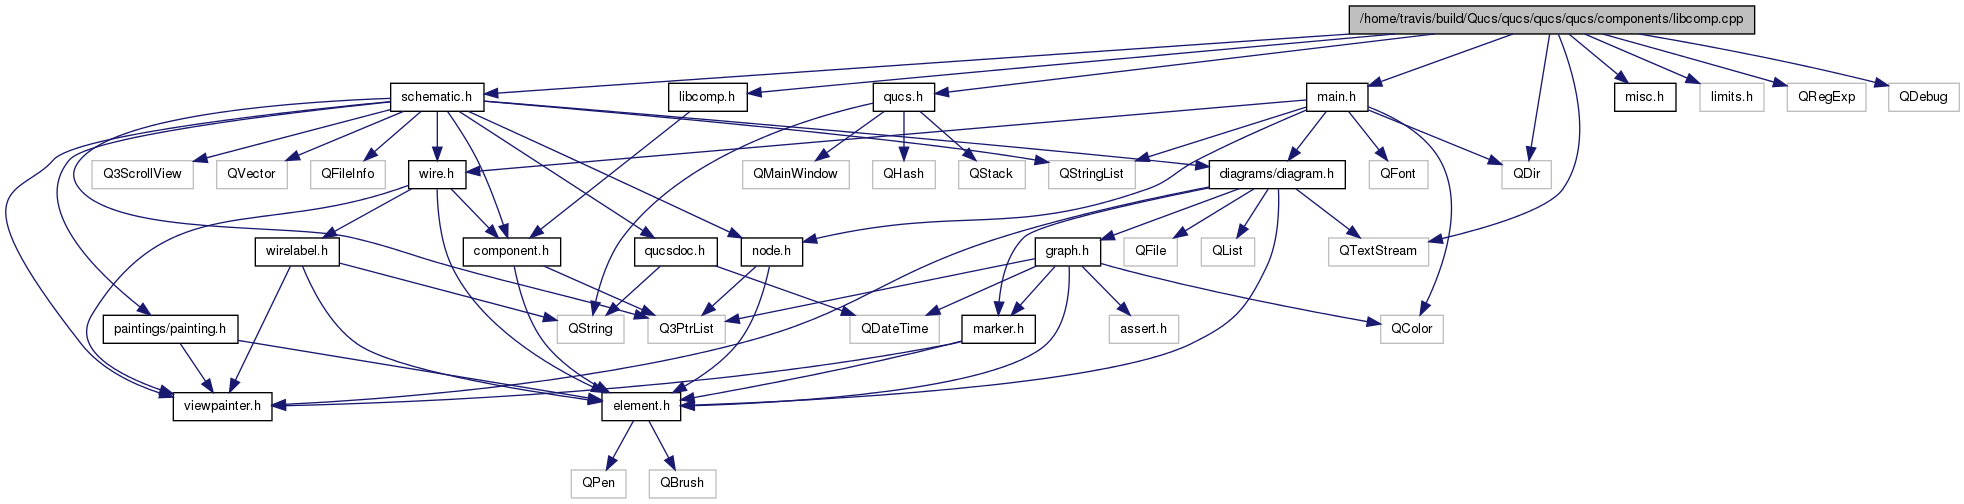 /home/travis/build/Qucs/qucs/qucs/qucs/components/libcomp.cpp
schematic.h
libcomp.h
qucs.h
main.h
misc.h
limits.h
QRegExp
QDebug
Q3ScrollView
QVector
QFileInfo
wire.h
QMainWindow
QHash
QStack
QStringList
diagrams/diagram.h
QFont
QDir
wirelabel.h
component.h
qucsdoc.h
node.h
graph.h
QFile
QList
QTextStream
paintings/painting.h
QString
Q3PtrList
QDateTime
marker.h
assert.h
QColor
viewpainter.h
element.h
QPen
QBrush